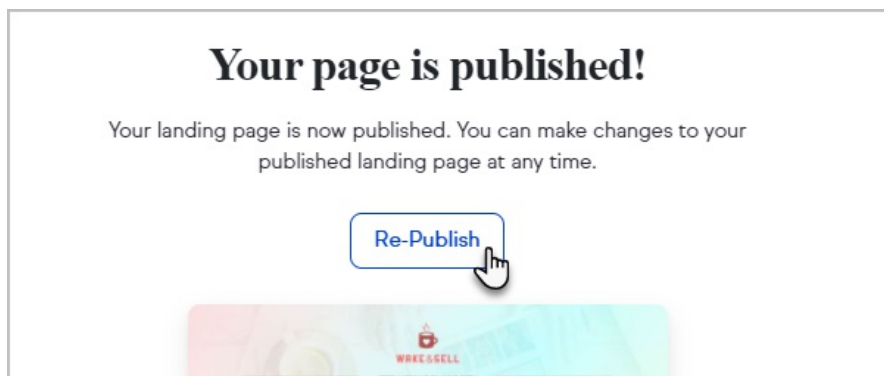 Your page is published!
Your landing page is now published. You can make changes to your
published landing page at any time.
Re-Publish
WAKE&SELL